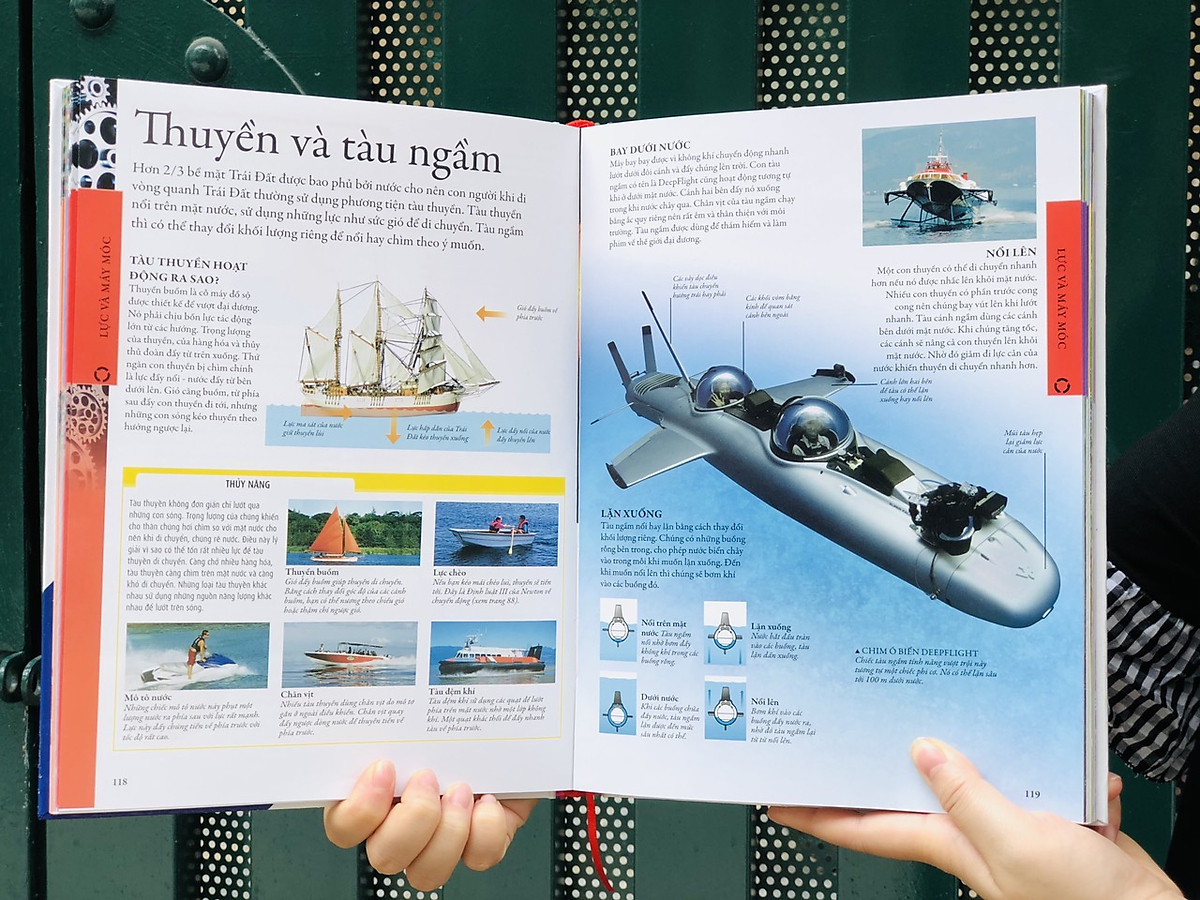 Thuyền và tàu ngầm
Hơn 2/3 bề mặt Trái Đất được bao phủ bởi nước cho nên con người khi di
vòng quanh Trái Đất thường sử dụng phương tiện tàu thuyền. Tàu thuyền
nổi trên mặt nước, sử dụng những lực như sức gió để di chuyển. Tàu ngầm
thì có thể thay đổi khối lượng riêng để nổi hay chìm theo ý muốn.
LỰC VÀ MÁY MÓC
TÀU THUYỀN HOẠT
ĐỘNG RA SAO?
Thuyền buồm là cỗ máy đồ sộ
được thiết kế để vượt đại dương.
Nó phải chịu bốn lực tác động
lớn từ các hướng. Trọng lượng
của thuyền, của hàng hóa và thủy
thủ đoàn đẩy từ trên xuống. Thứ
ngăn con thuyền bị chìm chính
là lực đẩy nổi - nước đẩy từ bên
dưới lên. Gió căng buồm, từ phía
sau đẩy con thuyền đi tới, nhưng
những con sóng kéo thuyền theo
hướng ngược lại.
Gió đẩy buồm về
phía trước
Lực ma sát của nước
giữ thuyền lùi
Lực hấp dẫn của Trái
Đất kéo thuyền xuống
Lực đẩy nổi của nước
đẩy thuyền lên
THỦY NĂNG
Tàu thuyền không đơn giản chỉ lướt qua
những con sóng. Trọng lượng của chúng khiến
cho thân chúng hơi chìm so với mặt nước cho
nên khi di chuyển, chúng rẽ nước. Điều này lý
giải vì sao có thể tốn rất nhiều lực để tàu
thuyền di chuyển. Càng chở nhiều hàng hóa,
tàu thuyền càng chìm trên mặt nước và càng
khó di chuyển. Những loại tàu thuyền khác
nhau sử dụng những nguồn năng lượng khác
nhau để lướt trên sóng.
Thuyền buồm
Gió đẩy buồm giúp thuyền di chuyển.
Bằng cách thay đổi góc độ của các cánh
buồm, bạn có thể nương theo chiều gió
hoặc thậm chí ngược gió.
Lực chèo
Nếu bạn kéo mái chèo lui, thuyền sẽ tiến
tới. Đây là Định luật III của Newton về
chuyển động (xem trang 88).
Mô tô nước
Những chiếc mô tô nước này phụt một
lượng nước ra phía sau với lực rất mạnh.
Lực này đẩy chúng tiến về phía trước với
tốc độ rất cao.
Chân vịt
Nhiều tàu thuyền dùng chân vịt do mô tơ
gắn ở ngoài điều khiển. Chân vịt quay
đẩy ngược dòng nước để thuyền tiến về
phía trước.
Tàu đệm khí
Tàu đệm khí sử dụng các quạt để lướt
phía trên mặt nước nhờ một lớp không
khí. Một quạt khác thổi để đẩy nhanh
tàu về phía trước.
118
BAY DƯỚI NƯỚC
Máy bay bay được vì không khí chuyển động nhanh
lướt dưới đôi cánh và đẩy chúng lên trời. Con tàu
ngầm có tên là DeepFlight cũng hoạt động tương tự
khi ở dưới mặt nước. Cánh hai bên đẩy nó xuống
trong khi nước chảy qua. Chân vịt của tàu ngầm chạy
bằng ắc quy riêng nên rất êm và thân thiện với môi
trường. Tàu ngầm được dùng để thám hiểm và làm
phim về thế giới đại dương.
NỔI LÊN
Một con thuyền có thể di chuyển nhanh
hơn nếu nó được nhấc lên khỏi mặt nước.
Nhiều con thuyền có phần trước cong
cong nên chúng bay vút lên khi lướt
nhanh. Tàu cánh ngầm dùng các cánh
bên dưới mặt nước. Khi chúng tăng tốc,
các cánh sẽ nâng cả con thuyền lên khỏi
mặt nước. Nhờ đó giảm đi lực cản của
nước khiến thuyền di chuyển nhanh hơn.
LỰC VÀ MÁY MÓC
Các vây dọc điều
khiển tàu chuyển
hướng trái hay phải
Các khối vòm bằng
kính để quan sát
cảnh bên ngoài
Cánh lớn hai bên
để tàu có thể lặn
xuống hay nổi lên
Mũi tàu hẹp
lại giảm lực
cản của nước
LẶN XUỐNG
Tàu ngầm nổi hay lặn bằng cách thay đổi
khối lượng riêng. Chúng có những buồng
rỗng bên trong, cho phép nước biển chảy
vào trong mỗi khi muốn lặn xuống. Đến
khi muốn nổi lên thì chúng sẽ bơm khí
vào các buồng đó.
Nổi trên mặt
nước Tàu ngầm
nổi nhờ bơm đầy
không khí trong các
buồng rỗng.
Lặn xuống
Nước bắt đầu tràn
vào các buồng, tàu
lặn dần xuống.
Dưới nước
Khi các buồng chứa
đầy nước, tàu ngầm
lặn được đến mức
sâu nhất có thể.
Nổi lên
Bơm khí vào các
buồng đẩy nước ra,
nhờ đó tàu ngầm lại
từ từ nổi lên.
▲ CHIM Ó BIỂN DEEPFLIGHT
Chiếc tàu ngầm tính năng vượt trội này
tương tự một chiếc phi cơ. Nó có thể lặn sâu
tới 100 m dưới nước.
119